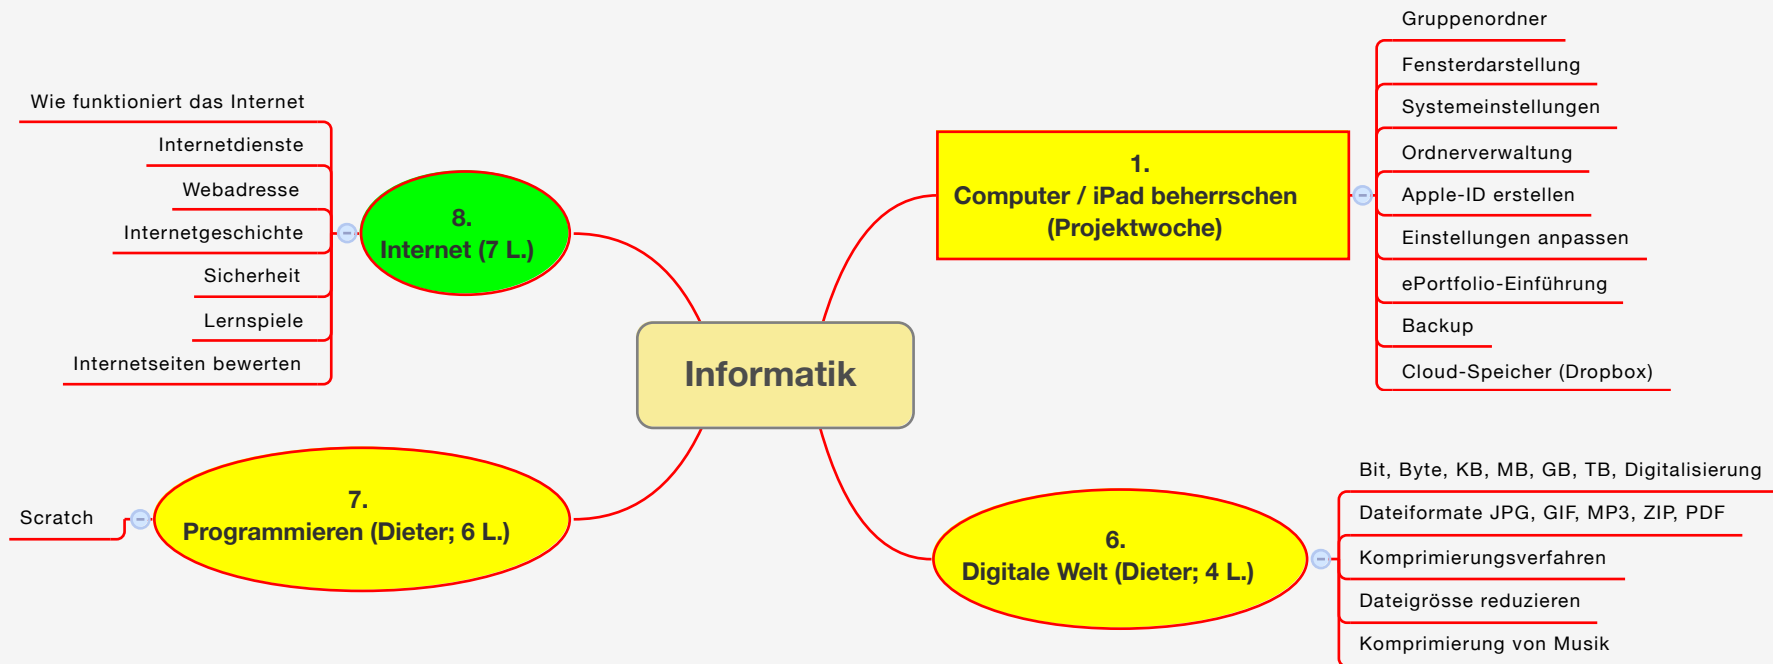 Informatik
1.
Computer / iPad beherrschen
(Projektwoche)
Gruppenordner
Fensterdarstellung
Systemeinstellungen
Ordnerverwaltung
Apple-ID erstellen
Einstellungen anpassen
ePortfolio-Einführung
Backup
Cloud-Speicher (Dropbox)
6.
Digitale Welt (Dieter; 4 L.)
Bit, Byte, KB, MB, GB, TB, Digitalisierung
Dateiformate JPG, GIF, MP3, ZIP, PDF
Komprimierungsverfahren
Dateigrösse reduzieren
Komprimierung von Musik
7.
Programmieren (Dieter; 6 L.)
Scratch
8.
Internet (7 L.)
Wie funktioniert das Internet
Internetdienste
Webadresse
Internetgeschichte
Sicherheit
Lernspiele
Internetseiten bewerten